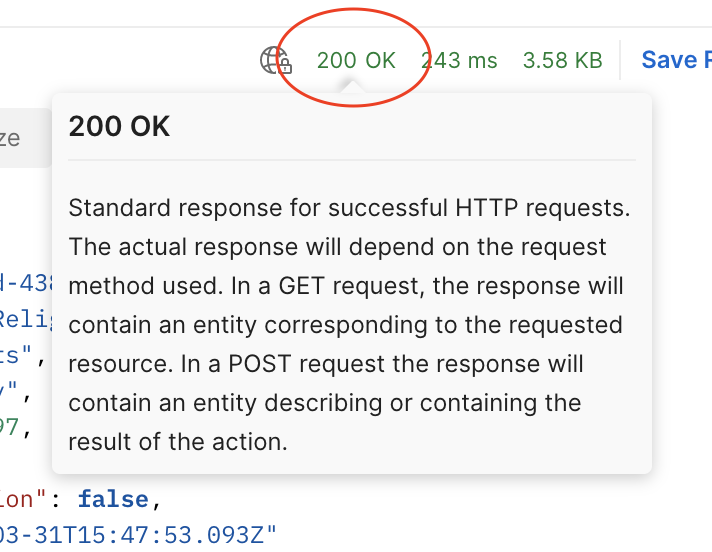 200 OK 243 ms 3.58 KB Save
200 OK
Standard response for successful HTTP requests.
The actual response will depend on the request
method used. In a GET request, the response will
contain an entity corresponding to the requested
resource. In a POST request the response will
contain an entity describing or containing the
result of the action.
ze
d-438
Reli
ts",
y",
97,
ion": false,
03-31T15:47:53.093Z"